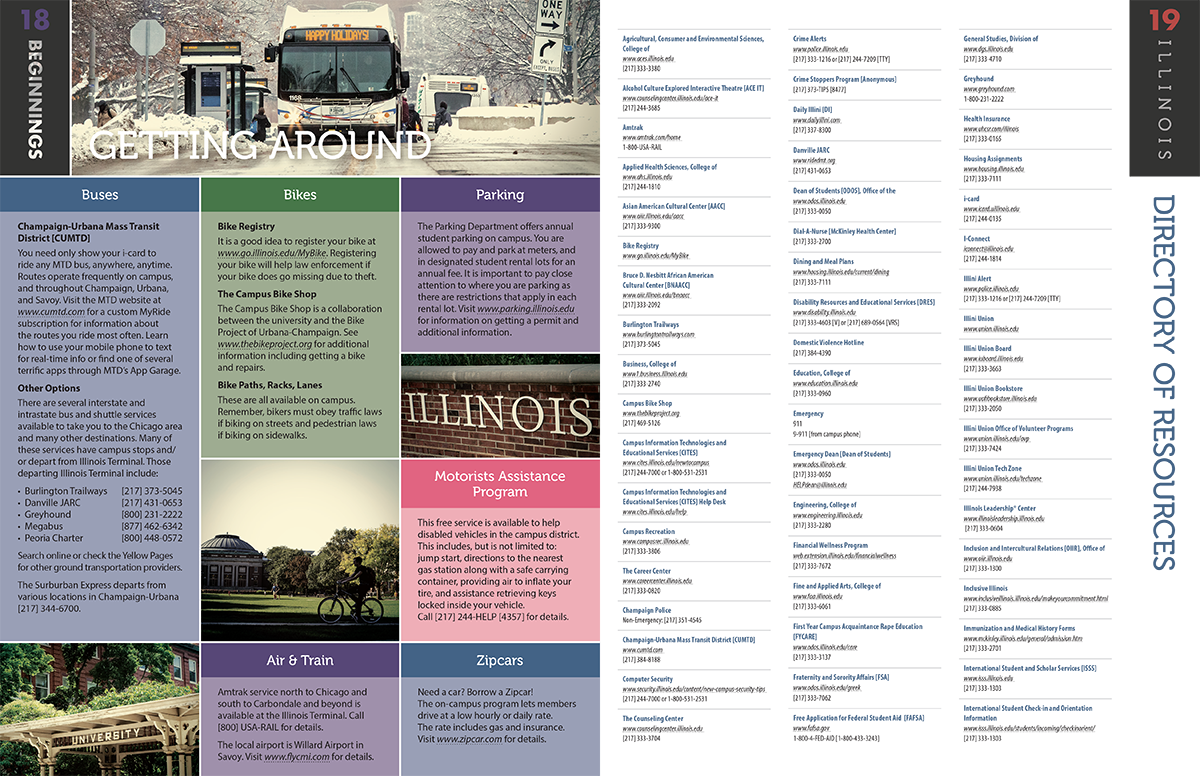 18
BEGINNINGS
HAPPY HOLIDAYS!
ONE
WAY
ONLY
GETTING AROUND
Buses
Champaign-Urbana Mass Transit
District [CUMTD]
You need only show your i-card to
ride any MTD bus, anywhere, anytime.
Routes operate frequently on campus,
and throughout Champaign, Urbana,
and Savoy. Visit the MTD website at
www.cumtd.com for a custom MyRide
subscription for information about
the routes you ride most often. Learn
how to use your mobile phone to text
for real-time info or find one of several
terrific apps through MTD's App Garage.
Other Options
There are several interstate and
intrastate bus and shuttle services
available to take you to the Chicago area
and many other destinations. Many of
these services have campus stops and/
or depart from Illinois Terminal. Those
departing Illinois Terminal include:
• Burlington Trailways [217] 373-5045
• Danville JARC [200] 431-0653
• Greyhound [800] 231-2222
• Megabus [877] 462-6342
• Peoria Charter [800] 448-0572
Search online or check their websites
for other ground transportation providers.
The Surburban Express departs from
various locations in Champaign-Urbana
[217] 344-6700.
Bikes
Bike Registry
It is a good idea to register your bike at
www.go.illinois.edu/MyBike. Registering
your bike will help law enforcement if
your bike should go missing due to theft.
The Campus Bike Shop
The Campus Bike Shop is a collaboration
between the university and the Bike
Project of Urbana-Champaign. See
www.thebikeproject.org for additional
information including getting a bike
and repairs.
Bike Paths, Racks, Lanes
These are all available on campus.
Remember, bikers must obey traffic laws
if biking on streets and pedestrian laws
if biking on sidewalks.
Parking
The Parking Department offers annual
student parking on campus. You are
allowed to pay and park at meters, and
in designated student rental lots for an
annual fee. It is important to pay close
attention to where you are parking as
there are restrictions that apply in each
rental lot. Visit www.parking.illinois.edu
for information on getting a permit and
additional information.
ILLINOIS
Motorists Assistance
Program
This free service is available to help
disabled vehicles in the campus district.
This includes, but is not limited to:
jump start, directions to the nearest
gas station along with a safe carrying
container, providing air to inflate your
tire, and assistance retrieving keys
locked inside your vehicle.
Call [217] 244-HELP [4357] for details.
UNIVERSITY
Air & Train
Amtrak service north to Chicago and
south to Carbondale and beyond is
available at the Illinois Terminal. Call
[800] USA-RAIL for details.
The local airport is Willard Airport in
Savoy. Visit www.flycmi.com for details.
Zipcars
Need a car? Borrow a Zipcar!
The on-campus program lets members
drive at a low hourly or daily rate.
The rate includes gas and insurance.
Visit www.zipcar.com for details.
Agricultural, Consumer and Environmental Sciences,
College of
www.aces.illinois.edu
[217] 333-3380
Alcohol Culture Explored Interactive Theatre [ACE IT]
www.counselingcenter.illinois.edu/ace-it
[217] 244-3685
Amtrak
www.amtrak.com/home
1-800-USA-RAIL
Applied Health Sciences, College of
www.ahs.illinois.edu
[217] 244-1810
Asian American Cultural Center [AACC]
www.oiir.illinois.edu/aacc
[217] 333-9300
Bike Registry
www.go.illinois.edu/MyBike
Bruce D. Nesbitt African American
Cultural Center [BNAACC]
www.oiir.illinois.edu/bnaacc
[217] 333-2092
Burlington Trailways
www.burlingtontrailways.com
[217] 373-5045
Business, College of
www1.business.illinois.edu
[217] 333-2740
Campus Bike Shop
www.thebikeproject.org
[217] 469-5126
Campus Information Technologies and
Educational Services [CITES]
www.cites.illinois.edu/newtocampus
[217] 244-7000 or 1-800-531-2531
Campus Information Technologies and
Educational Services [CITES] Help Desk
www.cites.illinois.edu/help
Campus Recreation
www.campusrec.illinois.edu
[217] 333-3806
The Career Center
www.careercenter.illinois.edu
[217] 333-0820
Champaign Police
Non-Emergency: [217] 351-4545
Champaign-Urbana Mass Transit District [CUMTD]
www.cumtd.com
[217] 384-8188
Computer Security
www.security.illinois.edu/content/new-campus-security-tips
[217] 244-7000 or 1-800-531-2531
The Counseling Center
www.counselingcenter.illinois.edu
[217] 333-3704
Crime Alerts
www.police.illinois.edu
[217] 333-1216 or [217] 244-7209 [TTY]
Crime Stoppers Program [Anonymous]
[217] 373-TIPS [8477]
Daily Illini [DI]
www.dailyillini.com
[217] 337-8300
Danville JARC
www.ridedmt.org
[217] 431-0653
Dean of Students [ODOS], Office of the
www.odos.illinois.edu
[217] 333-0050
Dial-A-Nurse [McKinley Health Center]
[217] 333-2700
Dining and Meal Plans
www.housing.illinois.edu/current/dining
[217] 333-7111
Disability Resources and Educational Services [DRES]
www.disability.illinois.edu
[217] 333-4603 [V] or [217] 689-0564 [VRS]
Domestic Violence Hotline
[217] 384-4390
Education, College of
www.education.illinois.edu
[217] 333-0960
Emergency
911
9-911 [from campus phone]
Emergency Dean [Dean of Students]
www.odos.illinois.edu
[217] 333-0050
HELPdean@illinois.edu
Engineering, College of
www.engineering.illinois.edu
[217] 333-2280
Financial Wellness Program
web.extension.illinois.edu/financialwellness
[217] 333-7672
Fine and Applied Arts, College of
www.faa.illinois.edu
[217] 333-6061
First Year Campus Acquaintance Rape Education
[FYCARE]
www.odos.illinois.edu/care
[217] 333-3137
Fraternity and Sorority Affairs [FSA]
www.odos.illinois.edu/greek
[217] 333-7062
Free Application for Federal Student Aid [FAFSA]
www.fafsa.gov
1-800-4-FED-AID [1-800-433-3243]
General Studies, Division of
www.dgs.illinois.edu
[217] 333-4710
Greyhound
www.greyhound.com
1-800-231-2222
Health Insurance
www.uhcsr.com/illinois
[217] 333-0165
Housing Assignments
www.housing.illinois.edu
[217] 333-7111
i-card
www.icard.uillinois.edu
[217] 244-0135
I-Connect
iconnect@illinois.edu
[217] 244-1814
Illini Alert
www.police.illinois.edu
[217] 333-1216 or [217] 244-7209 [TTY]
Illini Union
www.union.illinois.edu
Illini Union Board
www.iuboard.illinois.edu
[217] 333-3663
Illini Union Bookstore
www.uofibookstore.illinois.edu
[217] 333-2050
Illini Union Office of Volunteer Programs
www.union.illinois.edu/ovp
[217] 333-7424
Illini Union Tech Zone
www.union.illinois.edu/techzone
[217] 244-7938
Illinois Leadership® Center
www.illinoisleadership.illinois.edu
[217] 333-0604
Inclusion and Intercultural Relations [OIIR], Office of
www.oiir.illinois.edu
[217] 333-1300
Inclusive Illinois
www.inclusiveillinois.illinois.edu/makeyourcommitment.html
[217] 333-0885
Immunization and Medical History Forms
www.mckinley.illinois.edu/general/admission.htm
[217] 333-2701
International Student and Scholar Services [ISSS]
www.isss.illinois.edu
[217] 333-1303
International Student Check-in and Orientation
Information
www.isss.illinois.edu/students/incoming/checkinorient/
[217] 333-1303
19
ILLINOIS
DIRECTORY OF RESOURCES